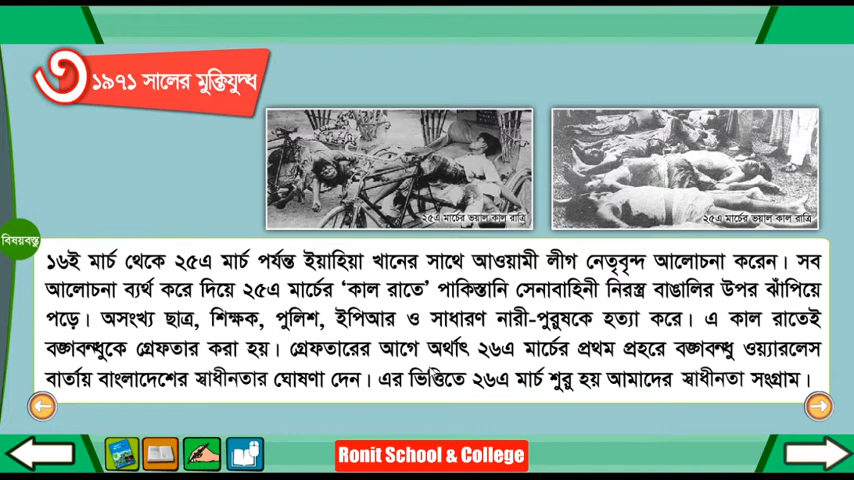 ৩ ১৯৭১ সালের মুক্তিযুদ্ধ
২৫এ মার্চের ভয়াল কাল রাত্রি
২৫এ মার্চের ভয়াল কাল রাত্রি
বিষয়বস্তু
১৬ই মার্চ থেকে ২৫এ মার্চ পর্যন্ত ইয়াহিয়া খানের সাথে আওয়ামী লীগ নেতৃবৃন্দ আলোচনা করেন। সব
আলোচনা ব্যর্থ করে দিয়ে ২৫এ মার্চের ‘কাল রাতে’ পাকিস্তানি সেনাবাহিনী নিরস্ত্র বাঙালির উপর ঝাঁপিয়ে
পড়ে। অসংখ্য ছাত্র, শিক্ষক, পুলিশ, ইপিআর ও সাধারণ নারী-পুরুষকে হত্যা করে। এ কাল রাতেই
বঙ্গবন্ধুকে গ্রেফতার করা হয়। গ্রেফতারের আগে অর্থাৎ ২৬এ মার্চের প্রথম প্রহরে বঙ্গবন্ধু ওয়্যারলেস
বার্তায় বাংলাদেশের স্বাধীনতার ঘোষণা দেন। এর ভিত্তিতে ২৬এ মার্চ শুরু হয় আমাদের স্বাধীনতা সংগ্রাম।
Ronit School & College